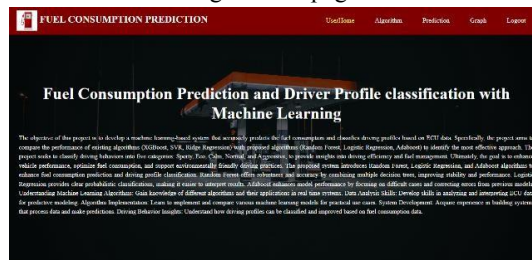 FUEL CONSUMPTION PREDICTION
UserHome Algorithm Prediction Graph Logout
Fuel Consumption Prediction and Driver Profile classification with
Machine Learning
The objective of this project is to develop a machine learning-based system that accurately predicts the fuel consumption and classifies driving profiles based on ECU data. Specifically, the project aims to
compare the performance of existing algorithms (XGBoost, SVR, Ridge Regression) with proposed algorithms (Random Forest, Logistic Regression, Adaboost) to identify the most effective approach. The
project seeks to classify driving behaviors into five categories: Sporty, Eco, Calm, Normal, and Aggressive, to provide insights into driving efficiency and fuel management. Ultimately, the goal is to enhance
vehicle performance, optimize fuel consumption, and support environmentally friendly driving practices. The proposed system introduces Random Forest, Logistic Regression, and Adaboost algorithms to
enhance fuel consumption prediction and driving profile classification. Random Forest offers robustness and accuracy by combining multiple decision trees, improving stability and performance. Logistic
Regression provides clear probabilistic classifications, making it easier to interpret results. AdaBoost enhances model performance by focusing on difficult cases and correcting errors from previous models.
Understanding Machine Learning Algorithms: Gain knowledge of different algorithms and their applications in real time systems. Data Analysis Skills: Develop skills in analyzing and interpreting ECU data
for predictive modeling. Algorithm Implementation: Learn to implement and compare various machine learning models for practical use cases. System Development: Acquire experience in building systems
that process data and make predictions. Driving Behavior Insights: Understand how driving profiles can be classified and improved based on fuel consumption data.